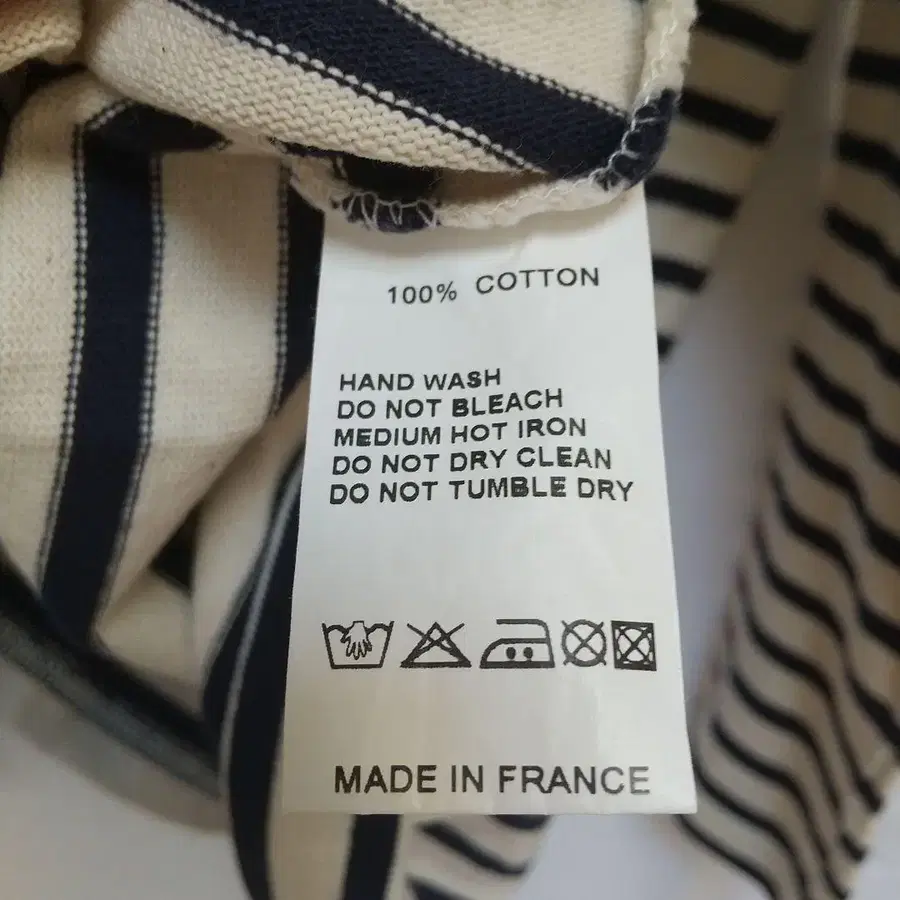 100% COTTON
HAND WASH
DO NOT BLEACH
MEDIUM HOT IRON
DO NOT DRY CLEAN
DO NOT TUMBLE DRY
MADE IN FRANCE